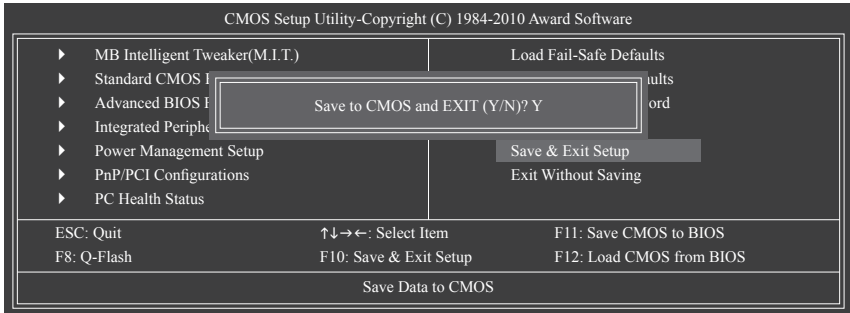 CMOS Setup Utility-Copyright (C) 1984-2010 Award Software
MB Intelligent Tweaker(M.I.T.)
Standard CMOS
Advanced BIOS
Integrated
Power Management Setup
PnP/PCI Configurations
PC Health Status
Load Fail-Safe Defaults
Save & Exit Setup
Exit Without Saving
Save to CMOS and EXIT (Y/N)? Y
ESC: Quit ↑↓→←: Select Item F11: Save CMOS to BIOS
F8: Q-Flash F10: Save & Exit Setup F12: Load CMOS from BIOS
Save Data to CMOS